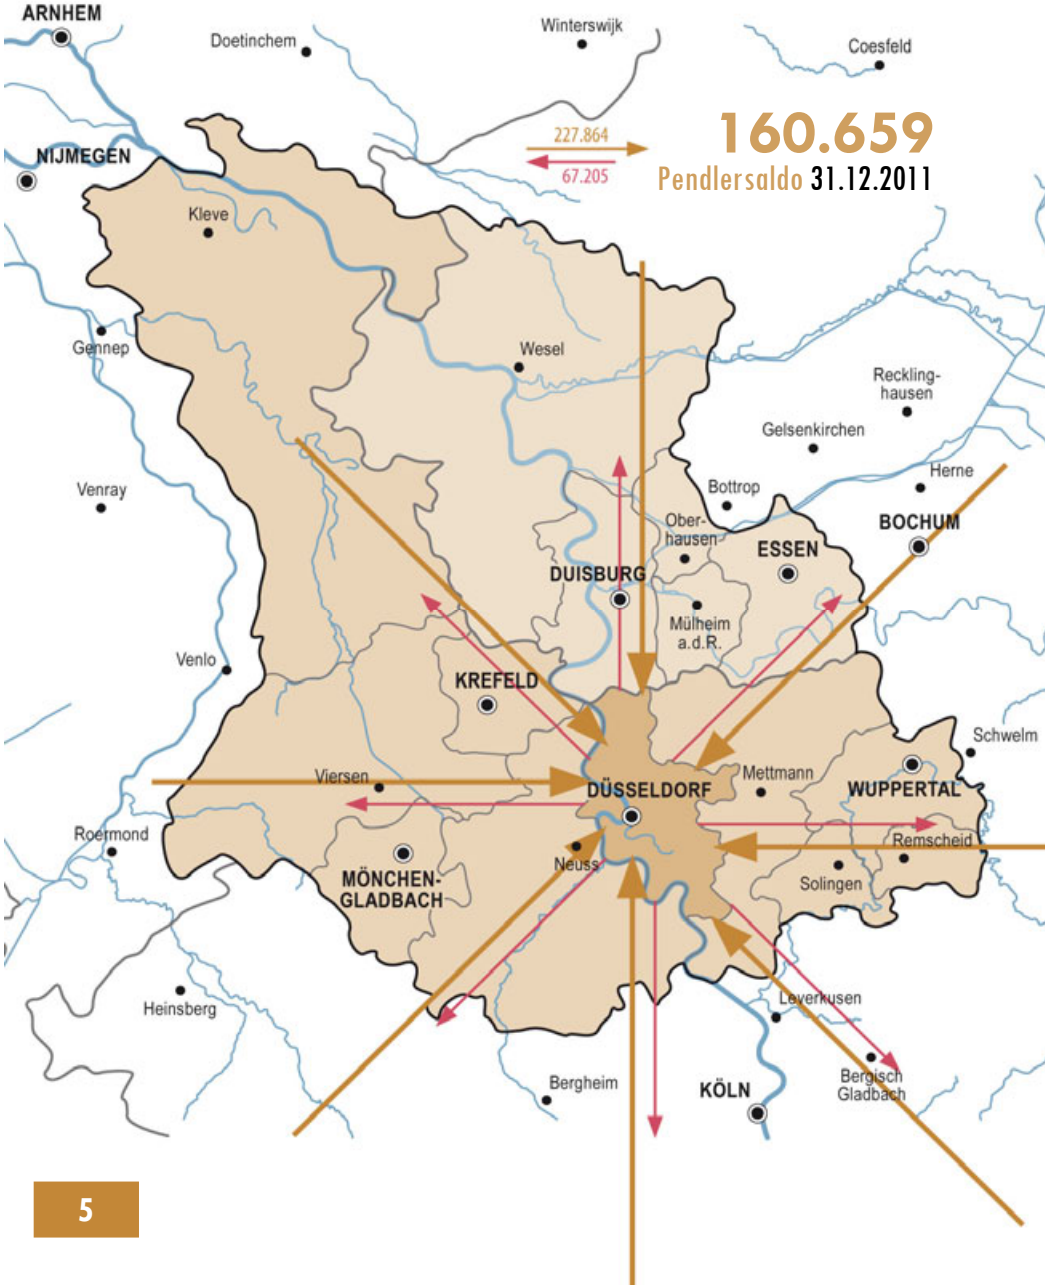 ARNHEM
Doetinchem
Winterswijk
Coesfeld
227.864
67.205
160.659
Pendlersaldo 31.12.2011
NIJMEGEN
Kleve
Gennep
Wesel
Reckling-
hausen
Gelsenkirchen
Herne
Bottrop
Venray
Ober-
hausen
BOCHUM
ESSEN
DUISBURG
Mülheim
a.d.R.
Venlo
KREFELD
Schwelm
Viersen
Mettmann
DÜSSELDORF
WUPPERTAL
Roermond
Remscheid
Neuss
Solingen
MÖNCHEN-
GLADBACH
Heinsberg
Leverkusen
Bergheim
KÖLN
Bergisch
Gladbach
5